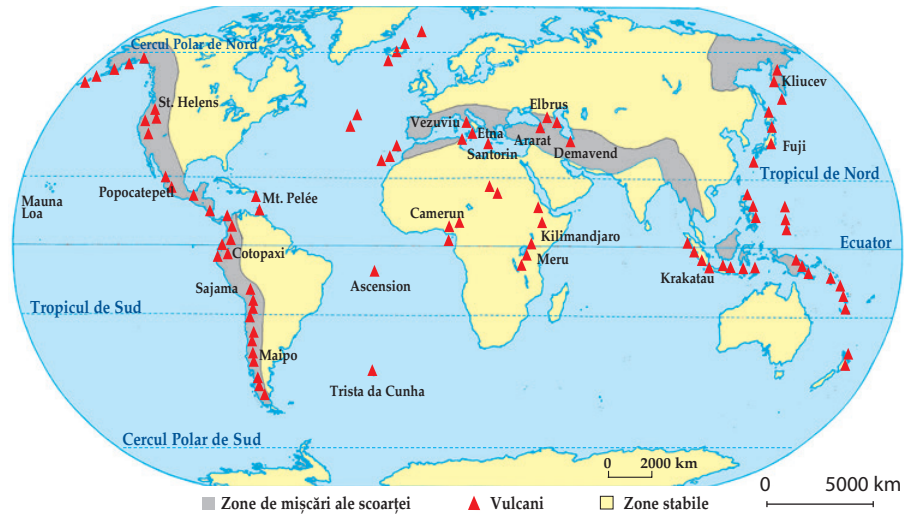 Cercul Polar de Nord
Kliucev
St. Helens
Elbrus
Vezuviu
Etna
Ararat
Fuji
Santorin
Demavend
Tropicul de Nord
Mauna
Loa
Popocatepetl
Mt. Pelée
Camerun
Kilimandjaro
Ecuator
Cotopaxi
Meru
Sajama
Ascension
Krakatau
Tropicul de Sud
Maipo
Trista da Cunha
Cercul Polar de Sud
0 2000 km
Zone de mișcări ale scoarței
Vulcani
Zone stabile
0 5000 km